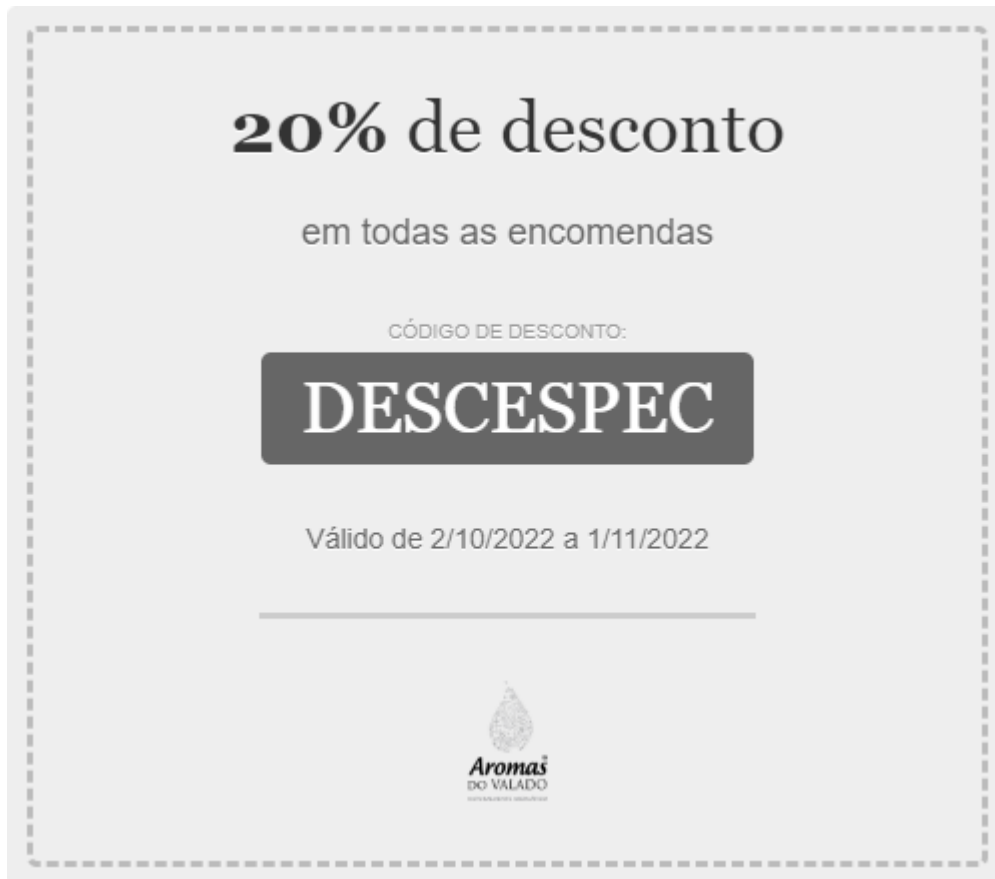 20% de desconto
em todas as encomendas
CÓDIGO DE DESCONTO:
DESCESPEC
Válido de 2/10/2022 a 1/11/2022
Aromas
DO VALADO